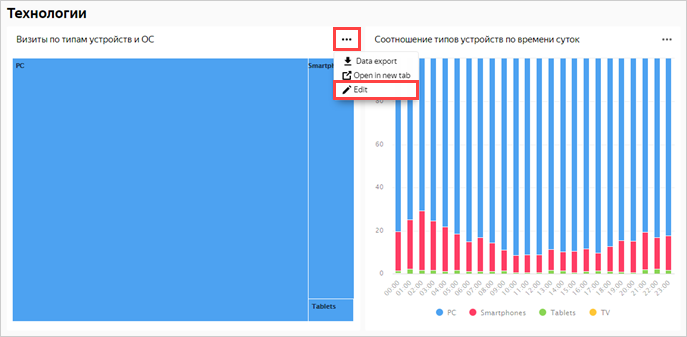 Технологии
Визиты по типам устройств и ОС
Соотношение типов устройств по времени суток
Data export
Open in new tab
Edit
PC
Smartph
Tablets
80
60
40
20
0
00:00 01:00 02:00 03:00 04:00 05:00 06:00 07:00 08:00 09:00 10:00 11:00 12:00 13:00 14:00 15:00 16:00 17:00 18:00 19:00 20:00 21:00 22:00 23:00
PC Smartphones Tablets TV